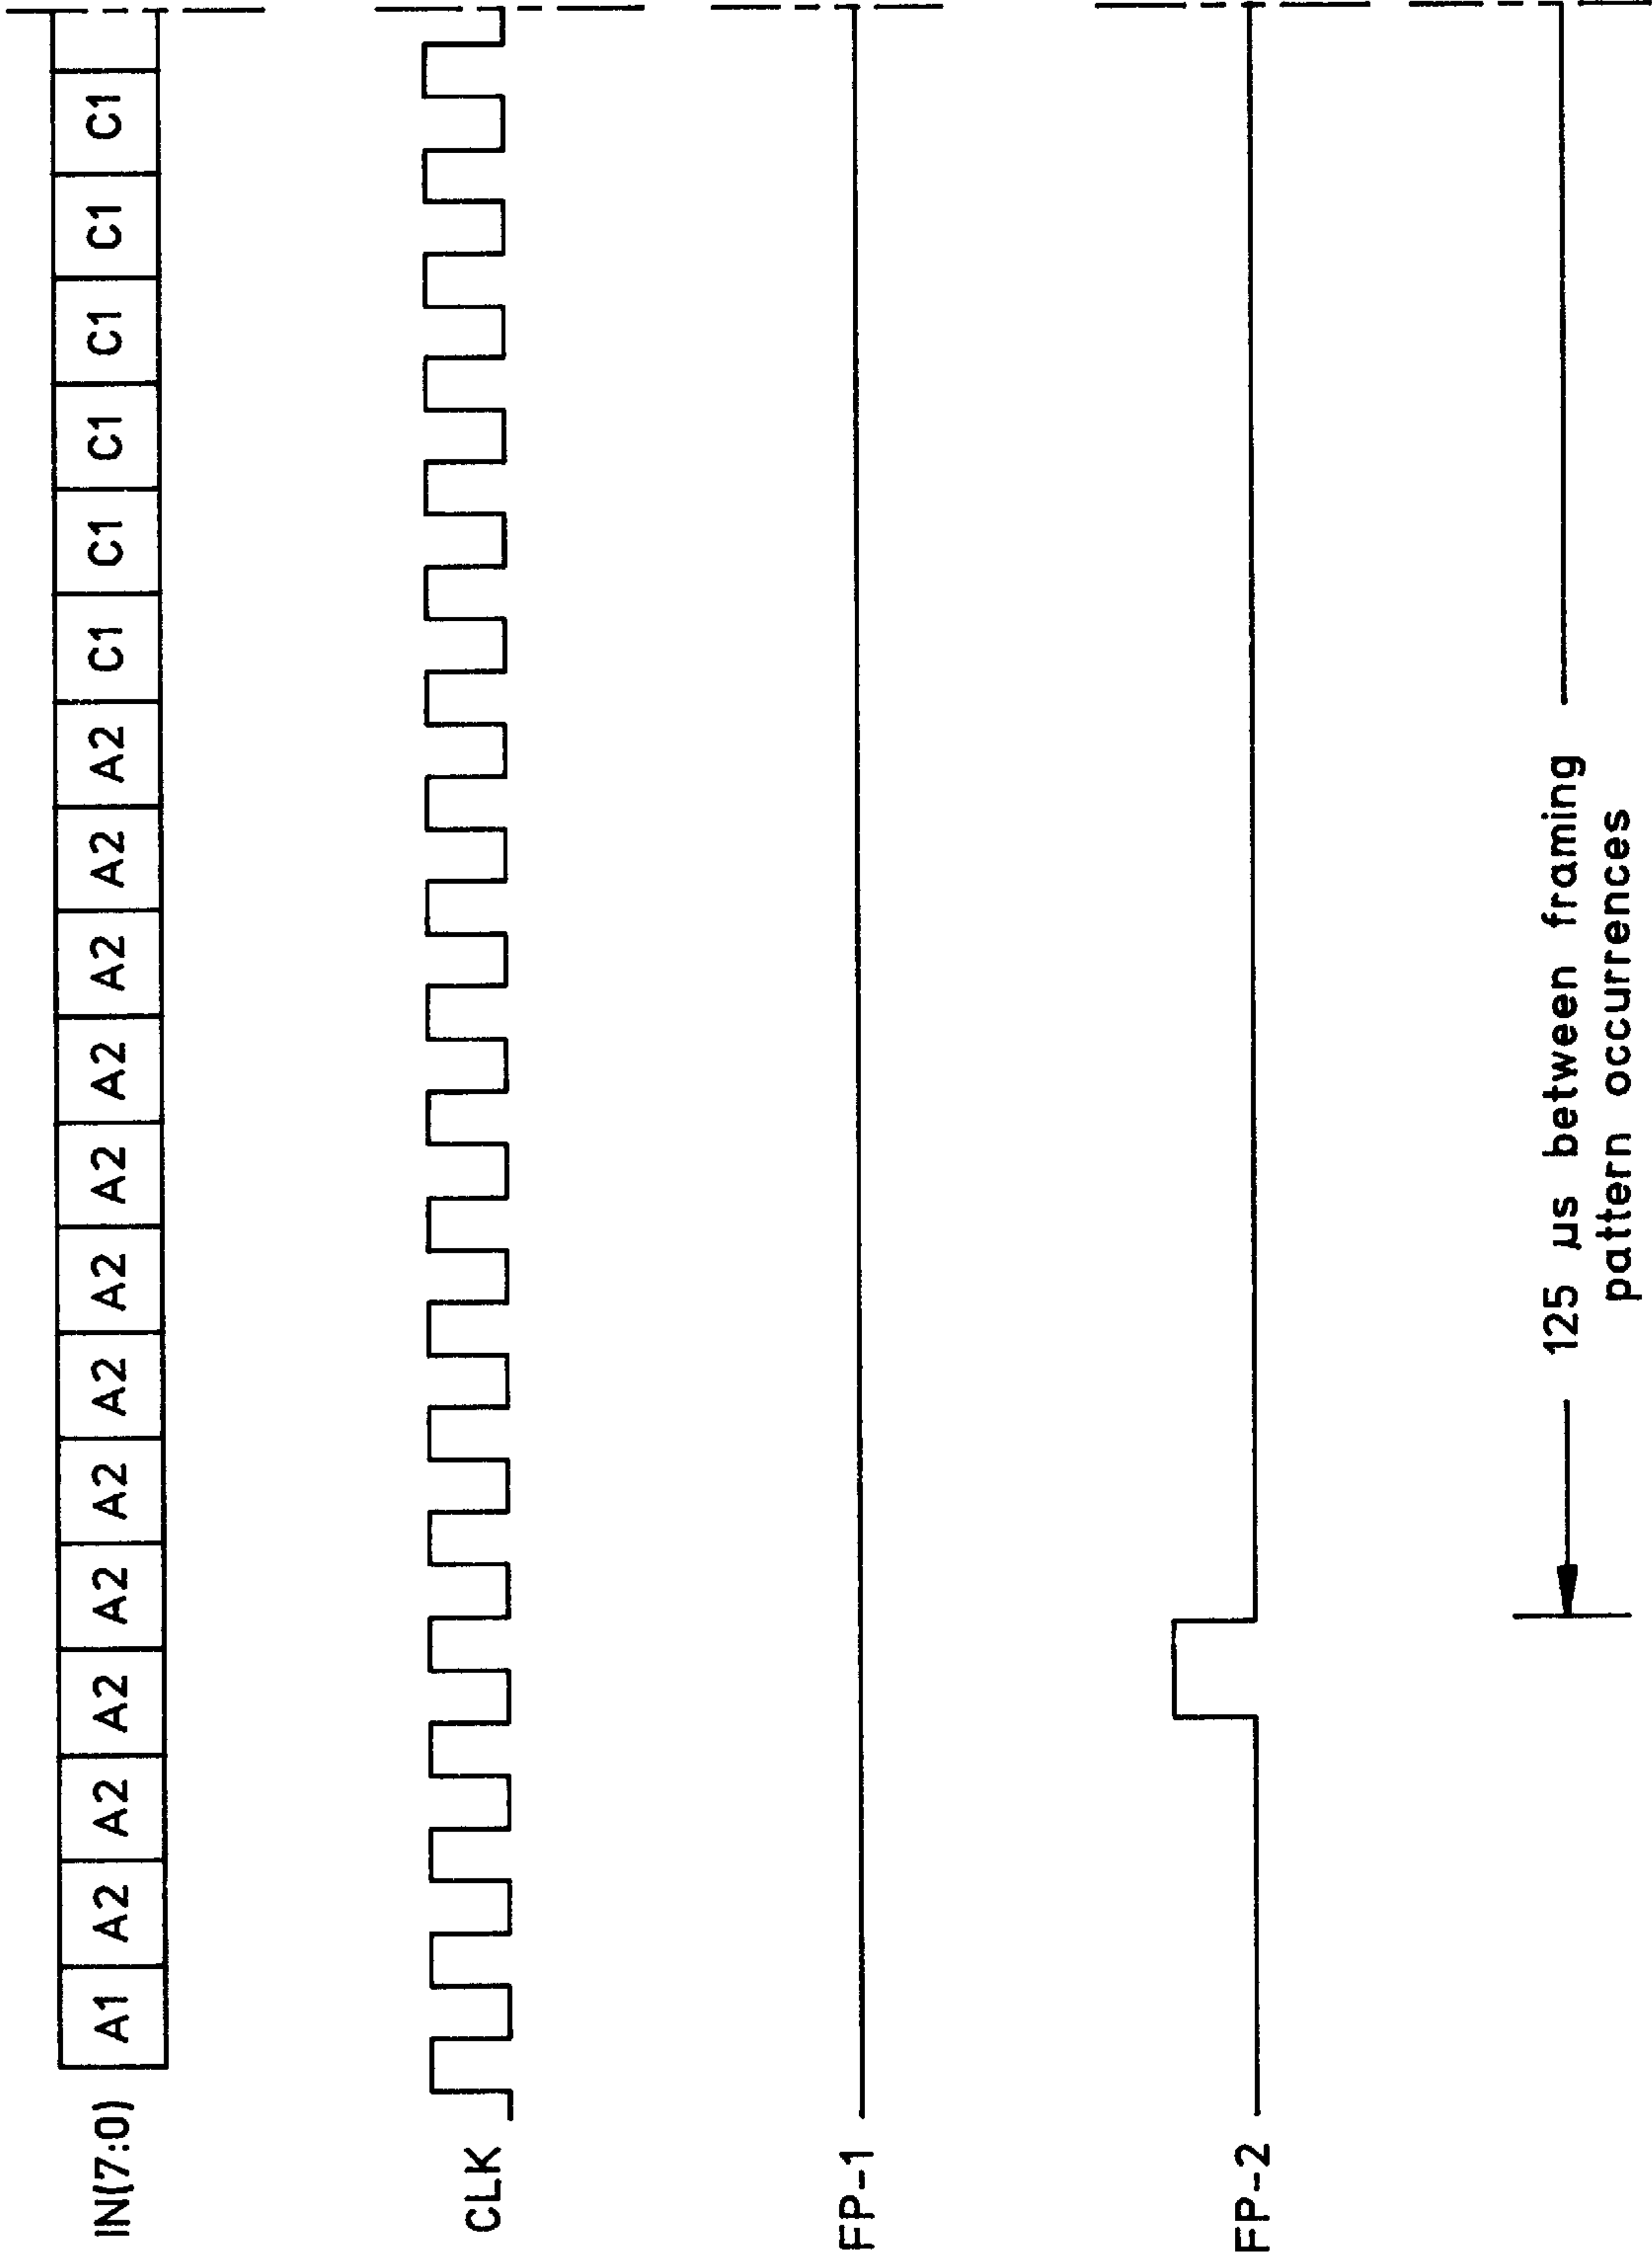 IN(7:0) A1 A2 A2 A2 A2 A2 A2 A2 A2 A2 A2 A2 A2 C1 C1 C1 C1 C1 C1
CLK
FP-1
FP-2
125 µs between framing
pattern occurrences